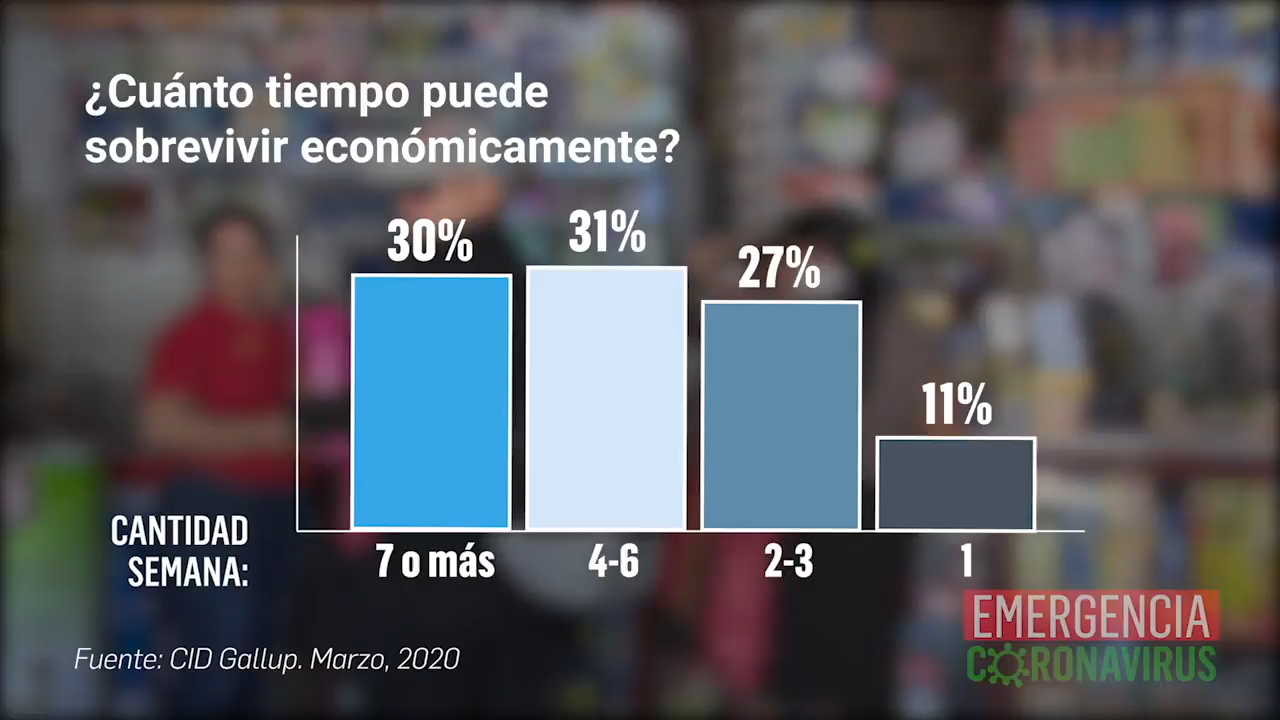 ¿Cuánto tiempo puede
sobrevivir económicamente?
30%
31%
27%
11%
CANTIDAD
SEMANA:
7 o más
4-6
2-3
1
Fuente: CID Gallup. Marzo, 2020
EMERGENCIA
CORONAVIRUS